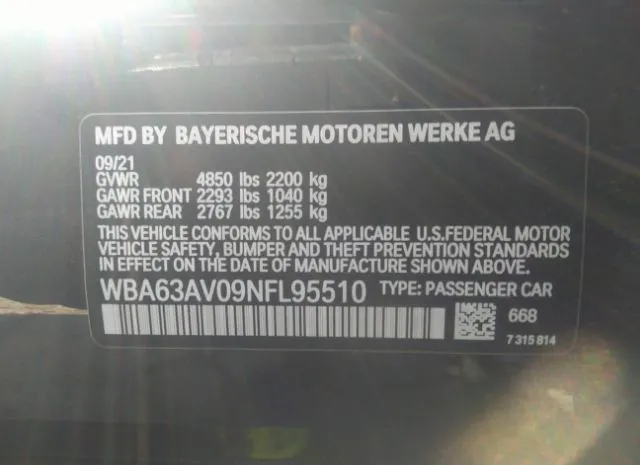 MFD BY BAYERISCHE MOTOREN WERKE AG
09/21
GVWR 4850 lbs 2200 kg
GAWR FRONT 2293 lbs 1040 kg
GAWR REAR 2767 lbs 1255 kg
THIS VEHICLE CONFORMS TO ALL APPLICABLE U.S.FEDERAL MOTOR
VEHICLE SAFETY, BUMPER AND THEFT PREVENTION STANDARDS
IN EFFECT ON THE DATE OF MANUFACTURE SHOWN ABOVE.
WBA63AV09NFL95510 TYPE: PASSENGER CAR
668
7 315 814